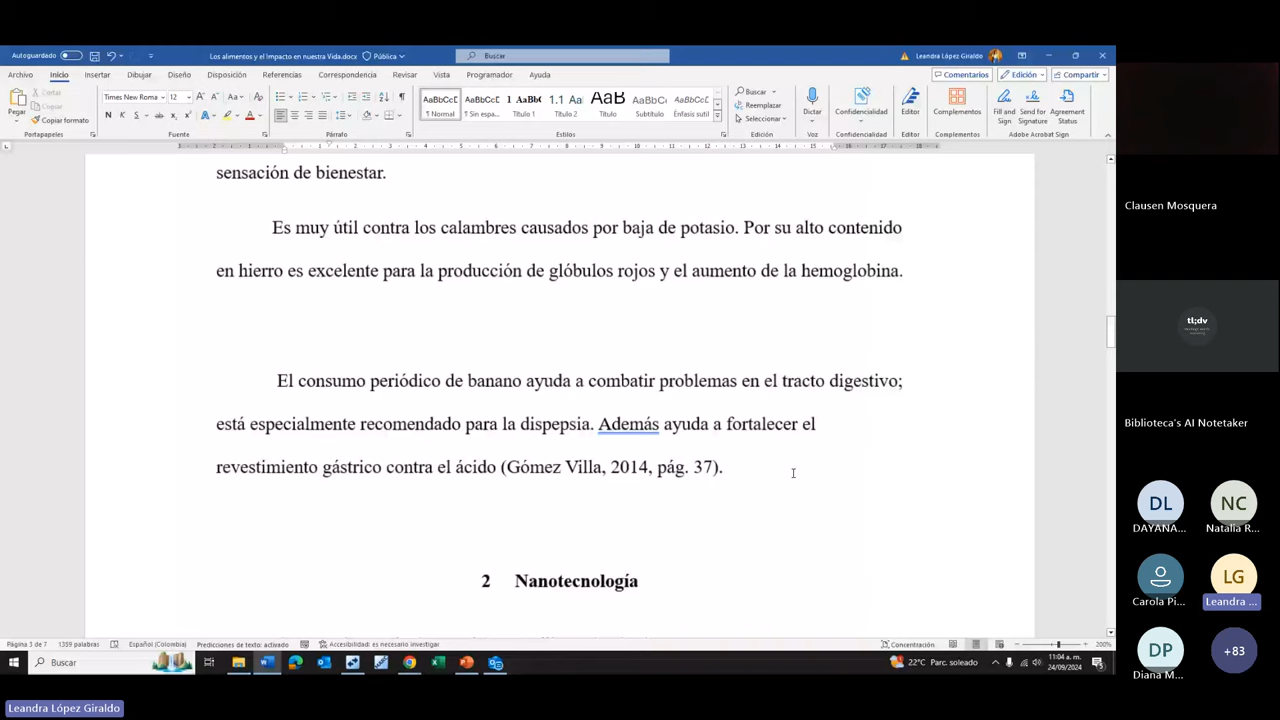 Autoguardado
Los alimentos y el Impacto en nuestra Vida.docx
Pública
Buscar
Leandra López Giraldo
Archivo Inicio Insertar Dibujar Diseño Disposición Referencias Correspondencia Revisar Vista Programador Ayuda
Comentarios Edición Compartir
Pegar
Cortar
Copiar
Copiar formato
Portapapeles
Times New Roma 12
Fuente
Párrafo
AaBbCcD AaBbCcD 1 AaBbC 1.1 Aa AaB AaBbC AaBbCcD
¶ Normal ¶ Sin espa... Título 1 Título 2 Título Subtítulo Énfasis sutil
Estilos
Buscar
Reemplazar
Seleccionar
Edición
Dictar
Voz
Confidencialidad
Confidencialidad
Editor
Editor
Complementos
Complementos
Fill and Sign
Send for Signature
Agreement Status
Adobe Acrobat Sign
sensación de bienestar.
Es muy útil contra los calambres causados por baja de potasio. Por su alto contenido
en hierro es excelente para la producción de glóbulos rojos y el aumento de la hemoglobina.
El consumo periódico de banano ayuda a combatir problemas en el tracto digestivo;
está especialmente recomendado para la dispepsia. Además ayuda a fortalecer el
revestimiento gástrico contra el ácido (Gómez Villa, 2014, pág. 37).
2 Nanotecnología
Página 3 de 7 1359 palabras Español (Colombia) Predicciones de texto: activado Accesibilidad: es necesario investigar
Concentración
200%
Buscar
22°C Parc. soleado
11:04 a. m.
24/09/2024
Leandra López Giraldo
Clausen Mosquera
tl;dv
Biblioteca's AI Notetaker
DL
DAYANA...
NC
Natalia R...
Carola Pi...
LG
Leandra ...
DP
Diana M...
+83